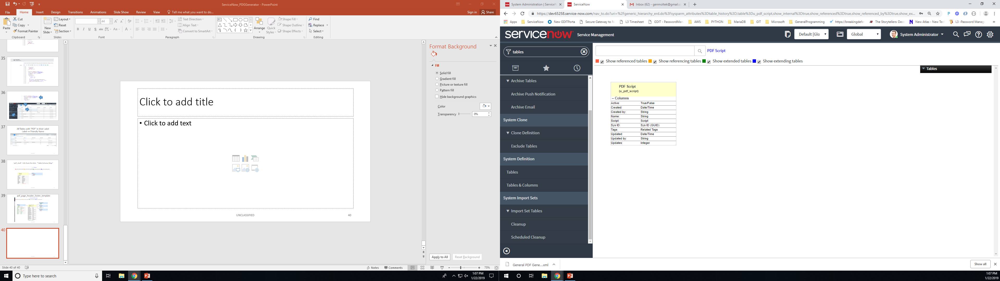 ServiceNow_PDGGenerator - PowerPoint
File Home Insert Design Transitions Animations Slide Show Review View Tell me what you want to do... Sign in Share
Paste
Cut
Copy
Format Painter
Clipboard
New Slide
Layout
Reset
Section
Slides
44
B I U S abc AV Aa A
Font
Text Direction
Align Text
Convert to SmartArt
Paragraph
Arrange
Quick Styles
Shape Fill
Shape Outline
Shape Effects
Drawing
Find
Replace
Select
Editing
35
36
37
All Tables with "PDF" in their Label
Label on Friendly Name
38
"pdf_draft" info from the link: "Table Schema Map"
39
pdf_page_header_footer_template
40
Click to add title
• Click to add text
UNCLASSIFIED
40
Format Background
Fill
Solid fill
Gradient fill
Picture or texture fill
Pattern fill
Hide background graphics
Color
Transparency
0%
Apply to All
Reset Background
Slide 40 of 40
Notes
Comments
75%
Type here to search
1:07 PM
1/22/2019
System Administration | ServiceN
ServiceNow
Inbox (62) - genmoltek@gmail.c
https://dev65258.service-now.com/nav_to.do?uri=%2Fgeneric_hierarchy_erd.do%3Fsysparm_attributes%3Dtable_history%3D,table%3Du_pdf_script,show_internal%3Dtrue,show_referenced%3Dtrue,show_referenced_by%3Dtrue,show_ex...
Apps ServiceNow New GDITPorta Secure Gateway to N L3 Timesheet GDIT - PasswordMan AWS PYTHON MariaDB GIT Microsoft GeneralProgramming https://breakingdefe The Storytellers: Dece New Atlas - New Tech L3 -Password Manag
servicenow Service Management
Default [Glo
Global
System Administrator
tables
PDF Script
Show referenced tables Show referencing tables Show extended tables Show extending tables
Archive Tables
Archive Push Notification
Archive Email
System Clone
Clone Definition
Exclude Tables
System Definition
Tables
Tables & Columns
System Import Sets
Import Set Tables
Cleanup
Scheduled Cleanup
Tables
PDF Script
(u_pdf_script)
– Columns
Active: True/False
Created: Date/Time
Created by: String
Name: String
Script: Script
Sys ID: Sys ID (GUID)
Tags: Related Tags
Updated: Date/Time
Updated by: String
Updates: Integer
General PDF Gene....xml
Show all
1:07 PM
1/22/2019